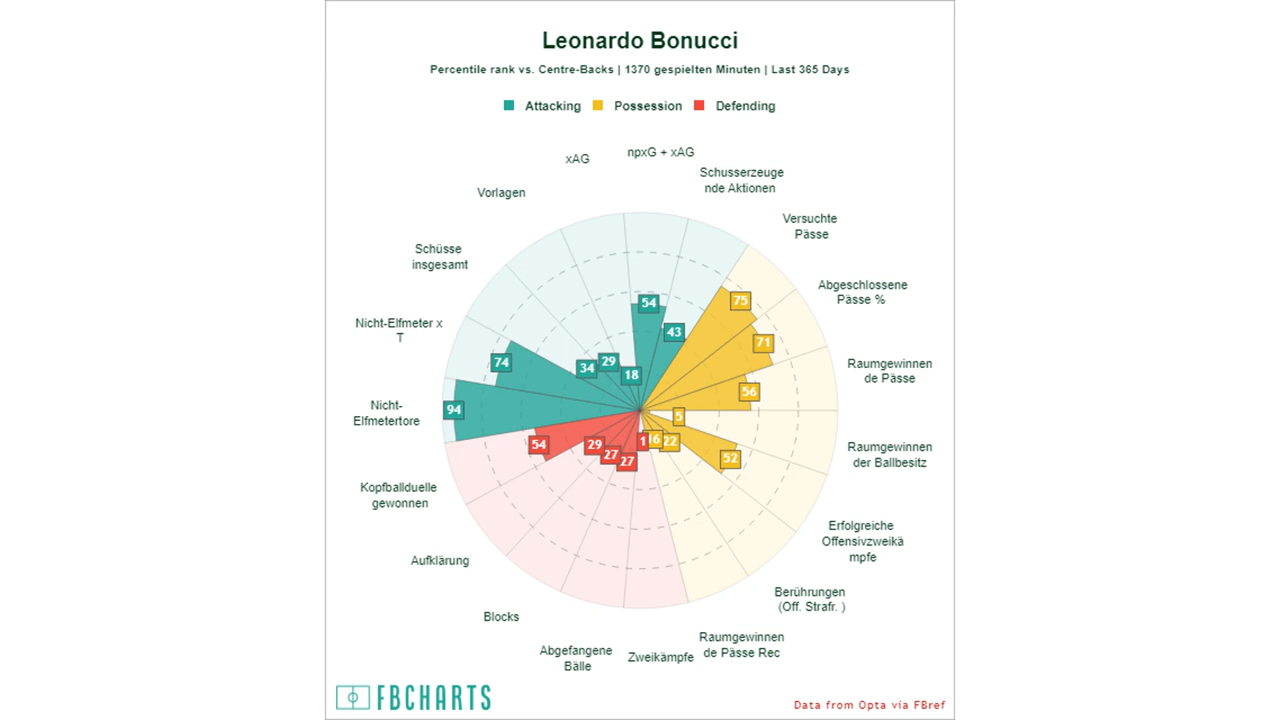 Leonardo Bonucci
Percentile rank vs. Centre-Backs | 1370 gespielten Minuten | Last 365 Days
Attacking Possession Defending
npxG + xAG
xAG
Schusserzeuge
nde Aktionen
Vorlagen
Versuchte
Pässe
Schüsse
insgesamt
Abgeschlossene
Pässe %
Nicht-Elfmeter x
T
Raumgewinnen
de Pässe
Nicht-
Elfmetertore
Raumgewinnen
der Ballbesitz
Kopfballduelle
gewonnen
Erfolgreiche
Offensivzweikä
mpfe
Aufklärung
Berührungen
(Off. Strafr. )
Blocks
Raumgewinnen
de Pässe Rec
Abgefangene
Bälle
Zweikämpfe
54
43
75
71
56
5
52
22
16
1
27
27
29
54
94
74
34
29
18
FBCHARTS
Data from Opta via FBref